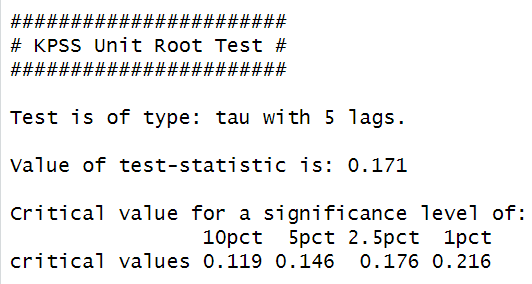 #######################
# KPSS Unit Root Test #
#######################
Test is of type: tau with 5 lags.
Value of test-statistic is: 0.171
Critical value for a significance level of:
10pct 5pct 2.5pct 1pct
critical values 0.119 0.146 0.176 0.216